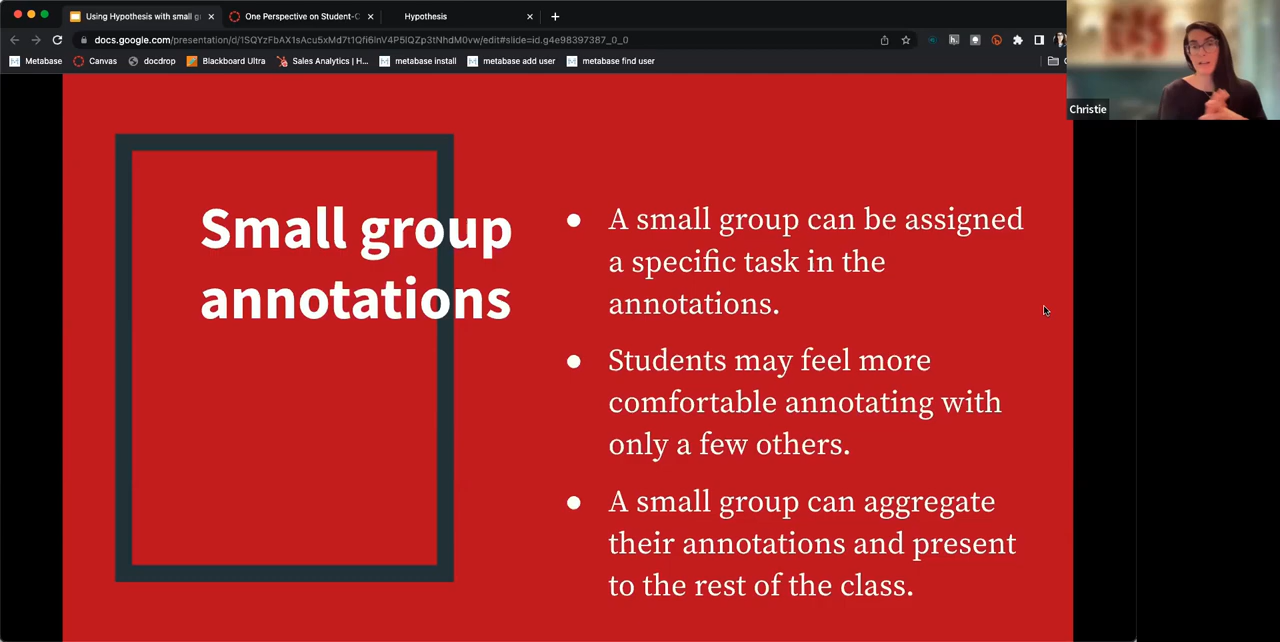 Using Hypothesis with small g
One Perspective on Student-C
Hypothesis
docs.google.com/presentation/d/1SQYzFbAX1sAcu5xMd7t1Qfi6lnV4P5lQZp3tNhdM0vw/edit#slide=id.g4e98397387_0_0
Metabase
Canvas
docdrop
Blackboard Ultra
Sales Analytics | H...
metabase install
metabase add user
metabase find user
Christie
Small group
annotations
● A small group can be assigned
a specific task in the
annotations.
● Students may feel more
comfortable annotating with
only a few others.
● A small group can aggregate
their annotations and present
to the rest of the class.